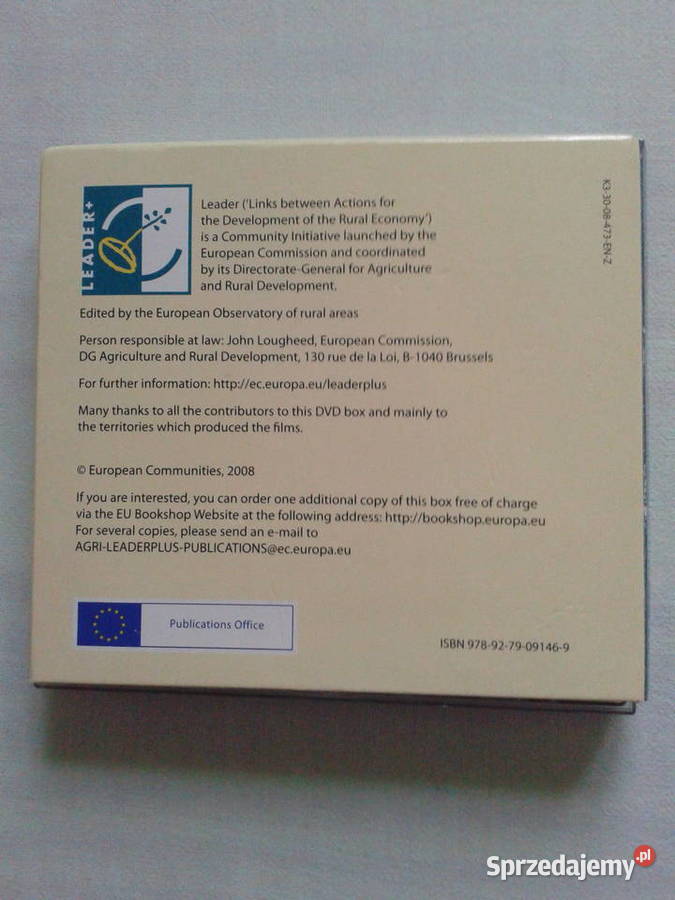 LEADER+
Leader ('Links between Actions for
the Development of the Rural Economy')
is a Community Initiative launched by the
European Commission and coordinated
by its Directorate-General for Agriculture
and Rural Development.
K3-30-08-473-EN-Z
Edited by the European Observatory of rural areas
Person responsible at law: John Lougheed, European Commission,
DG Agriculture and Rural Development, 130 rue de la Loi, B-1040 Brussels
For further information: http://ec.europa.eu/leaderplus
Many thanks to all the contributors to this DVD box and mainly to
the territories which produced the films.
© European Communities, 2008
If you are interested, you can order one additional copy of this box free of charge
via the EU Bookshop Website at the following address: http://bookshop.europa.eu
For several copies, please send an e-mail to
AGRI-LEADERPLUS-PUBLICATIONS@ec.europa.eu
Publications Office
ISBN 978-92-79-09146-9
Sprzedajemy.pl